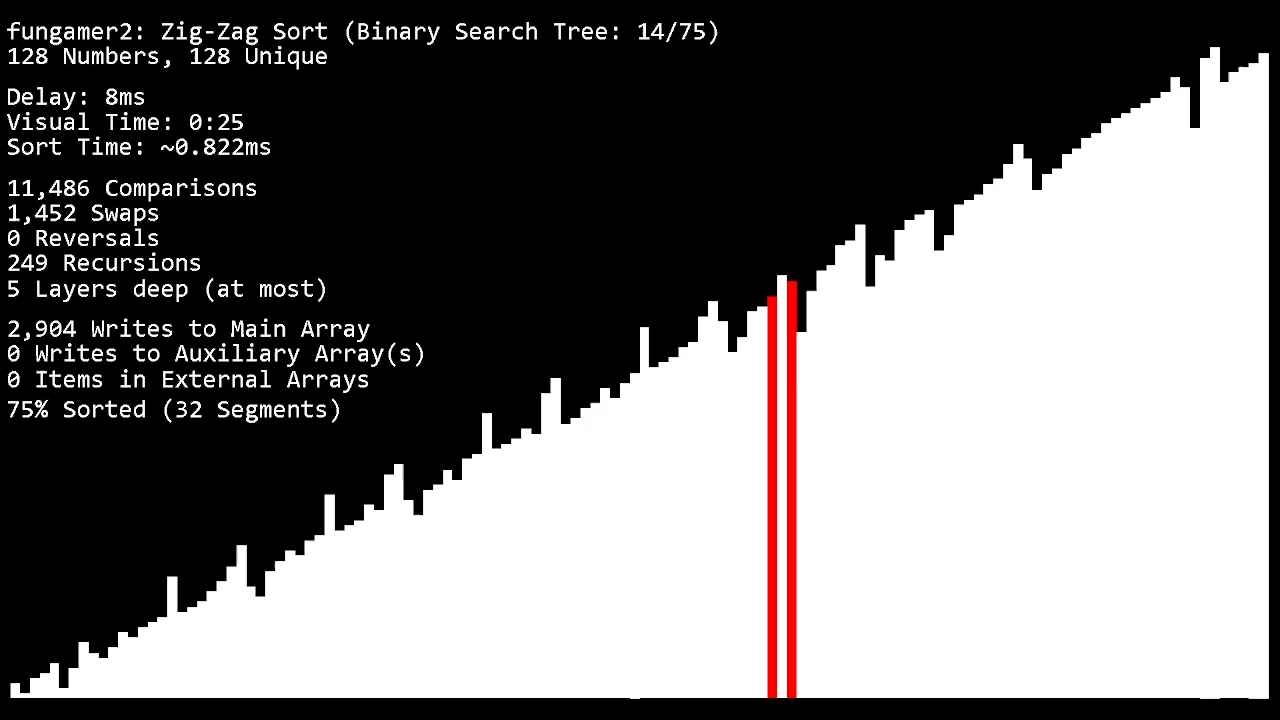 fungamer2: Zig-Zag Sort (Binary Search Tree: 14/75)
128 Numbers, 128 Unique
Delay: 8ms
Visual Time: 0:25
Sort Time: ~0.822ms
11,486 Comparisons
1,452 Swaps
0 Reversals
249 Recursions
5 Layers deep (at most)
2,904 Writes to Main Array
0 Writes to Auxiliary Array(s)
0 Items in External Arrays
75% Sorted (32 Segments)